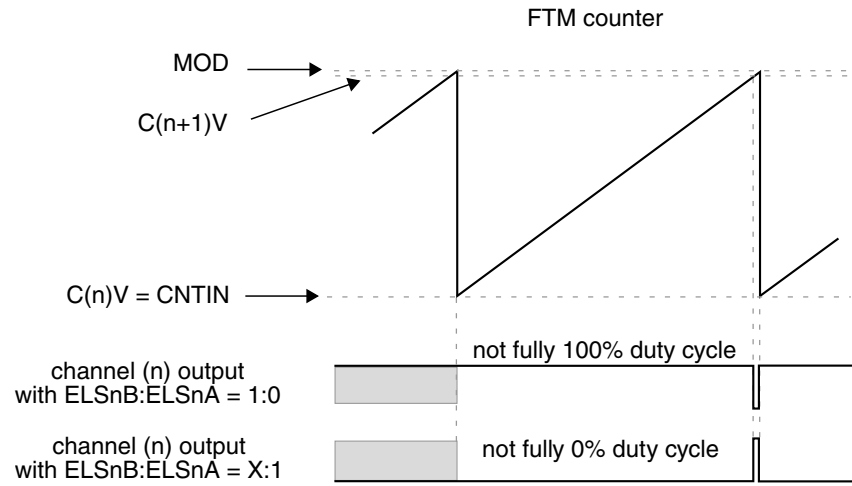 FTM counter
MOD
C(n+1)V
C(n)V = CNTIN
not fully 100% duty cycle
channel (n) output
with ELSnB:ELSnA = 1:0
channel (n) output
with ELSnB:ELSnA = X:1
not fully 0% duty cycle